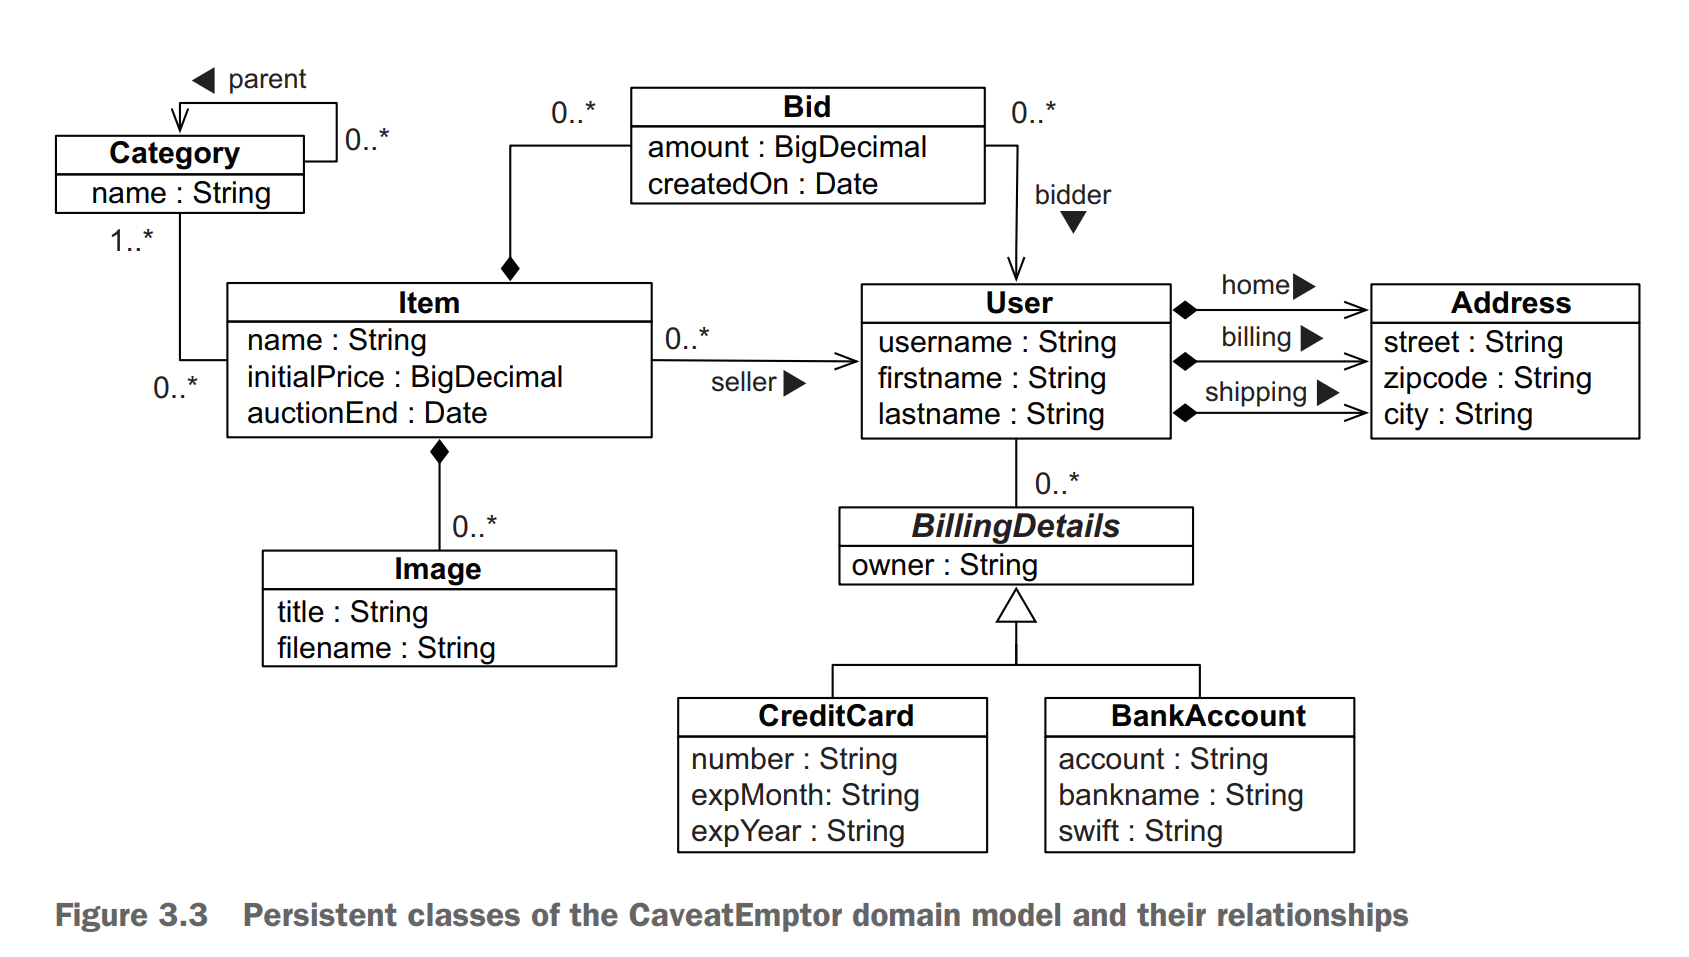 parent
0..*
Category
name : String
1..*
0..*
Bid
amount : BigDecimal
createdOn : Date
0..*
0..*
bidder
Item
name : String
initialPrice : BigDecimal
auctionEnd : Date
0..*
seller
User
username : String
firstname : String
lastname : String
home
billing
shipping
Address
street : String
zipcode : String
city : String
0..*
Image
title : String
filename : String
0..*
BillingDetails
owner : String
CreditCard
number : String
expMonth: String
expYear : String
BankAccount
account : String
bankname : String
swift : String
Figure 3.3 Persistent classes of the CaveatEmptor domain model and their relationships